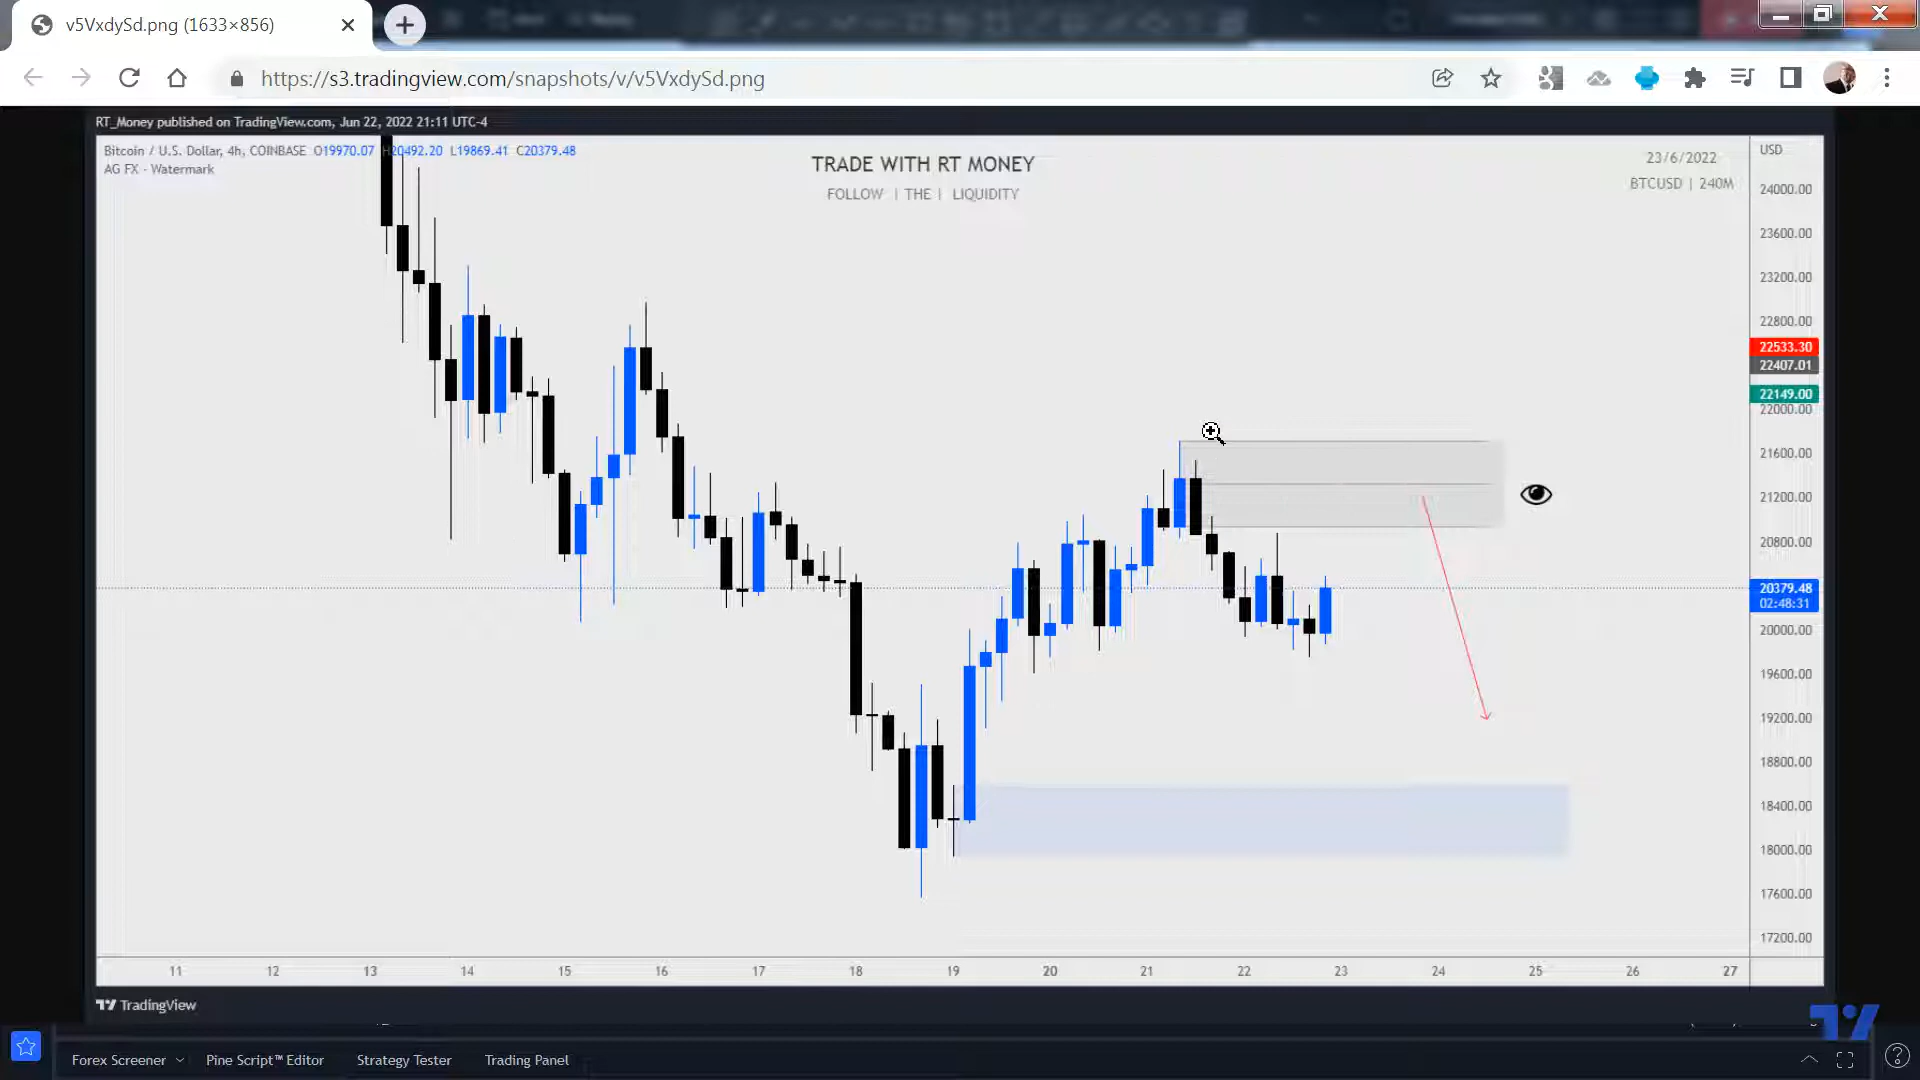 v5VxdySd.png (1633×856)
https://s3.tradingview.com/snapshots/v/v5VxdySd.png
RT_Money published on TradingView.com, Jun 22, 2022 21:11 UTC-4
Bitcoin / U.S. Dollar, 4h, COINBASE O19970.07 H20492.20 L19869.41 C20379.48
AG FX - Watermark
TRADE WITH RT MONEY
FOLLOW | THE | LIQUIDITY
23/6/2022
BTCUSD | 240M
USD
24000.00
23600.00
23200.00
22800.00
22533.30
22407.01
22149.00
22000.00
21600.00
21200.00
20800.00
20379.48
02:48:31
20000.00
19600.00
19200.00
18800.00
18400.00
18000.00
17600.00
17200.00
11 12 13 14 15 16 17 18 19 20 21 22 23 24 25 26 27
TradingView
Forex Screener Pine Script™ Editor Strategy Tester Trading Panel